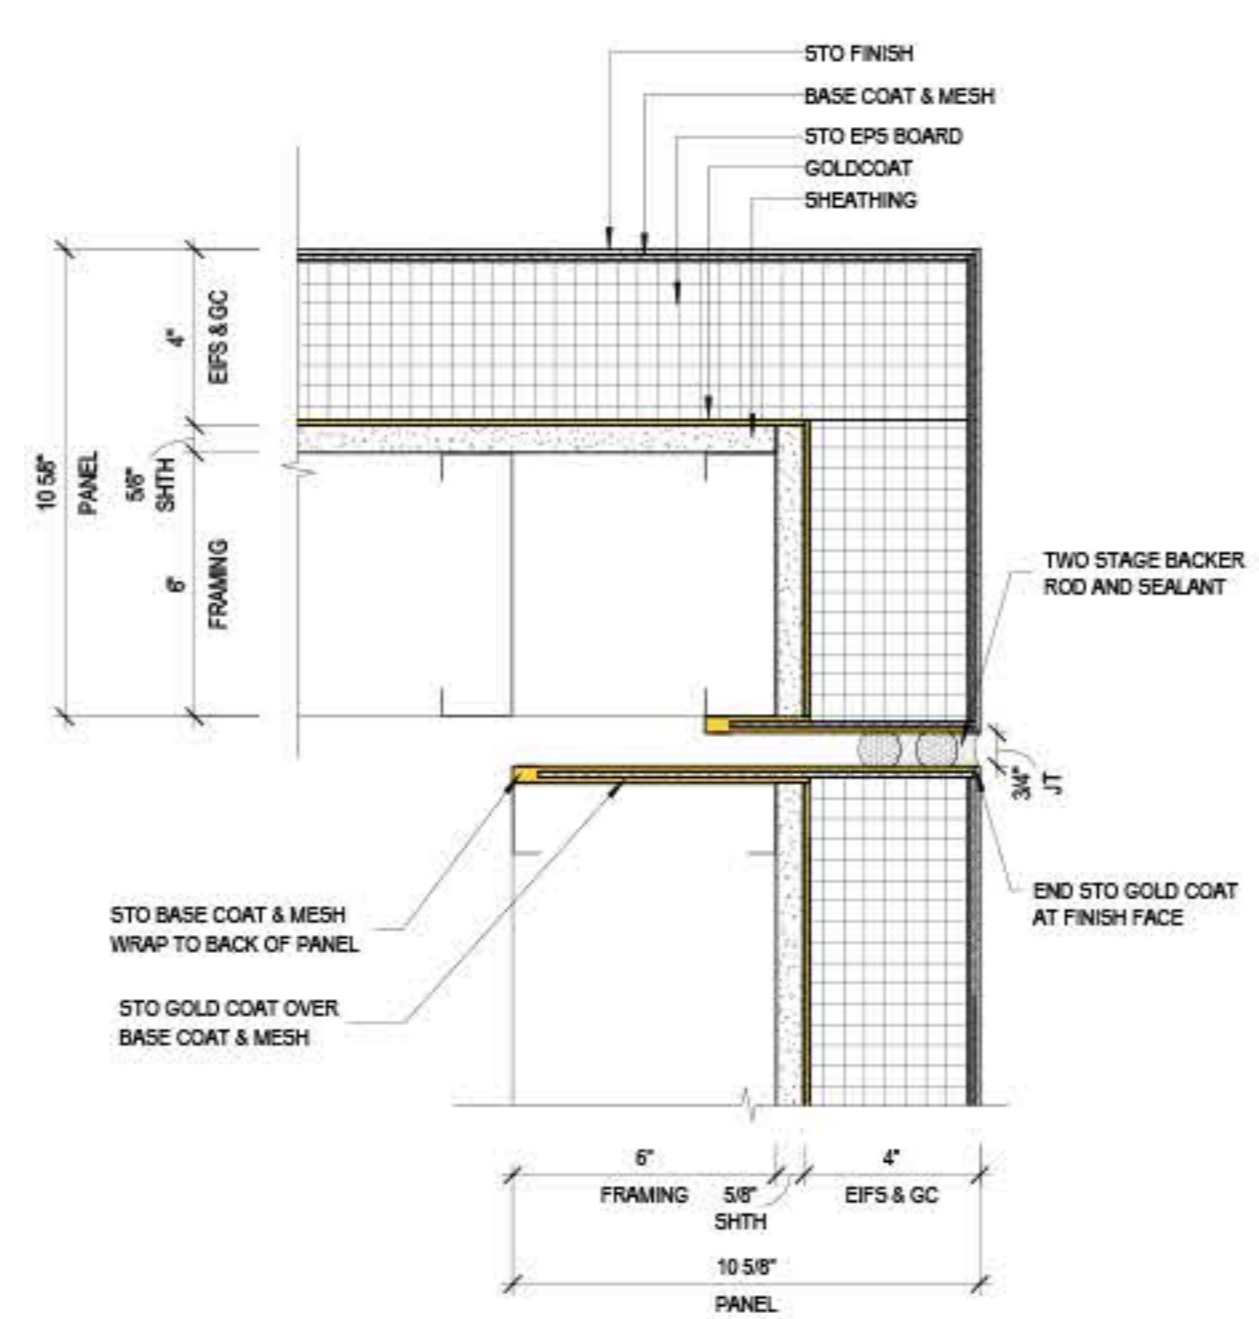 STO FINISH
BASE COAT & MESH
STO EPS BOARD
GOLDCOAT
SHEATHING
4"
EIFS & GC
10 5/8"
PANEL
5/8"
SHTH
6"
FRAMING
TWO STAGE BACKER
ROD AND SEALANT
3/4"
JT
END STO GOLD COAT
AT FINISH FACE
STO BASE COAT & MESH
WRAP TO BACK OF PANEL
STO GOLD COAT OVER
BASE COAT & MESH
6"
4"
FRAMING
5/8"
EIFS & GC
SHTH
10 5/8"
PANEL